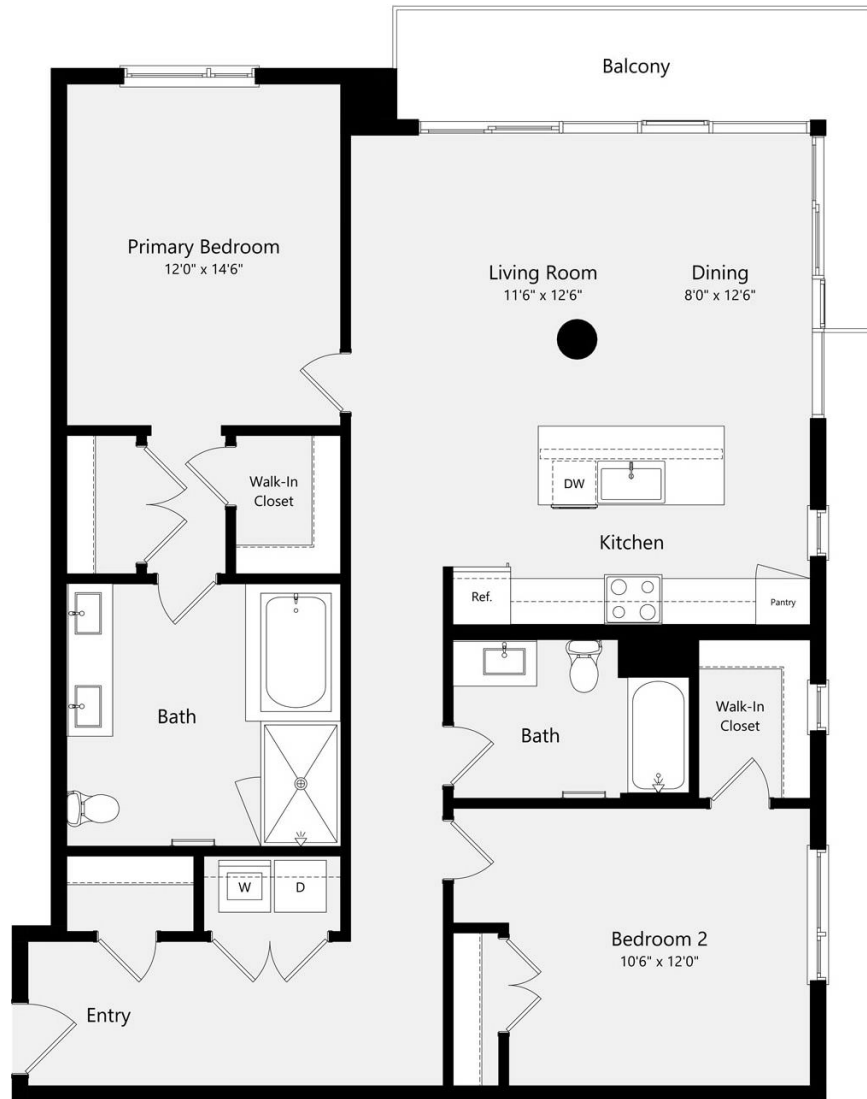 Balcony
Primary Bedroom
12'0" x 14'6"
Living Room
11'6" x 12'6"
Dining
8'0" x 12'6"
Walk-In
Closet
DW
Kitchen
Ref.
Pantry
Bath
Bath
Walk-In
Closet
W
D
Bedroom 2
10'6" x 12'0"
Entry